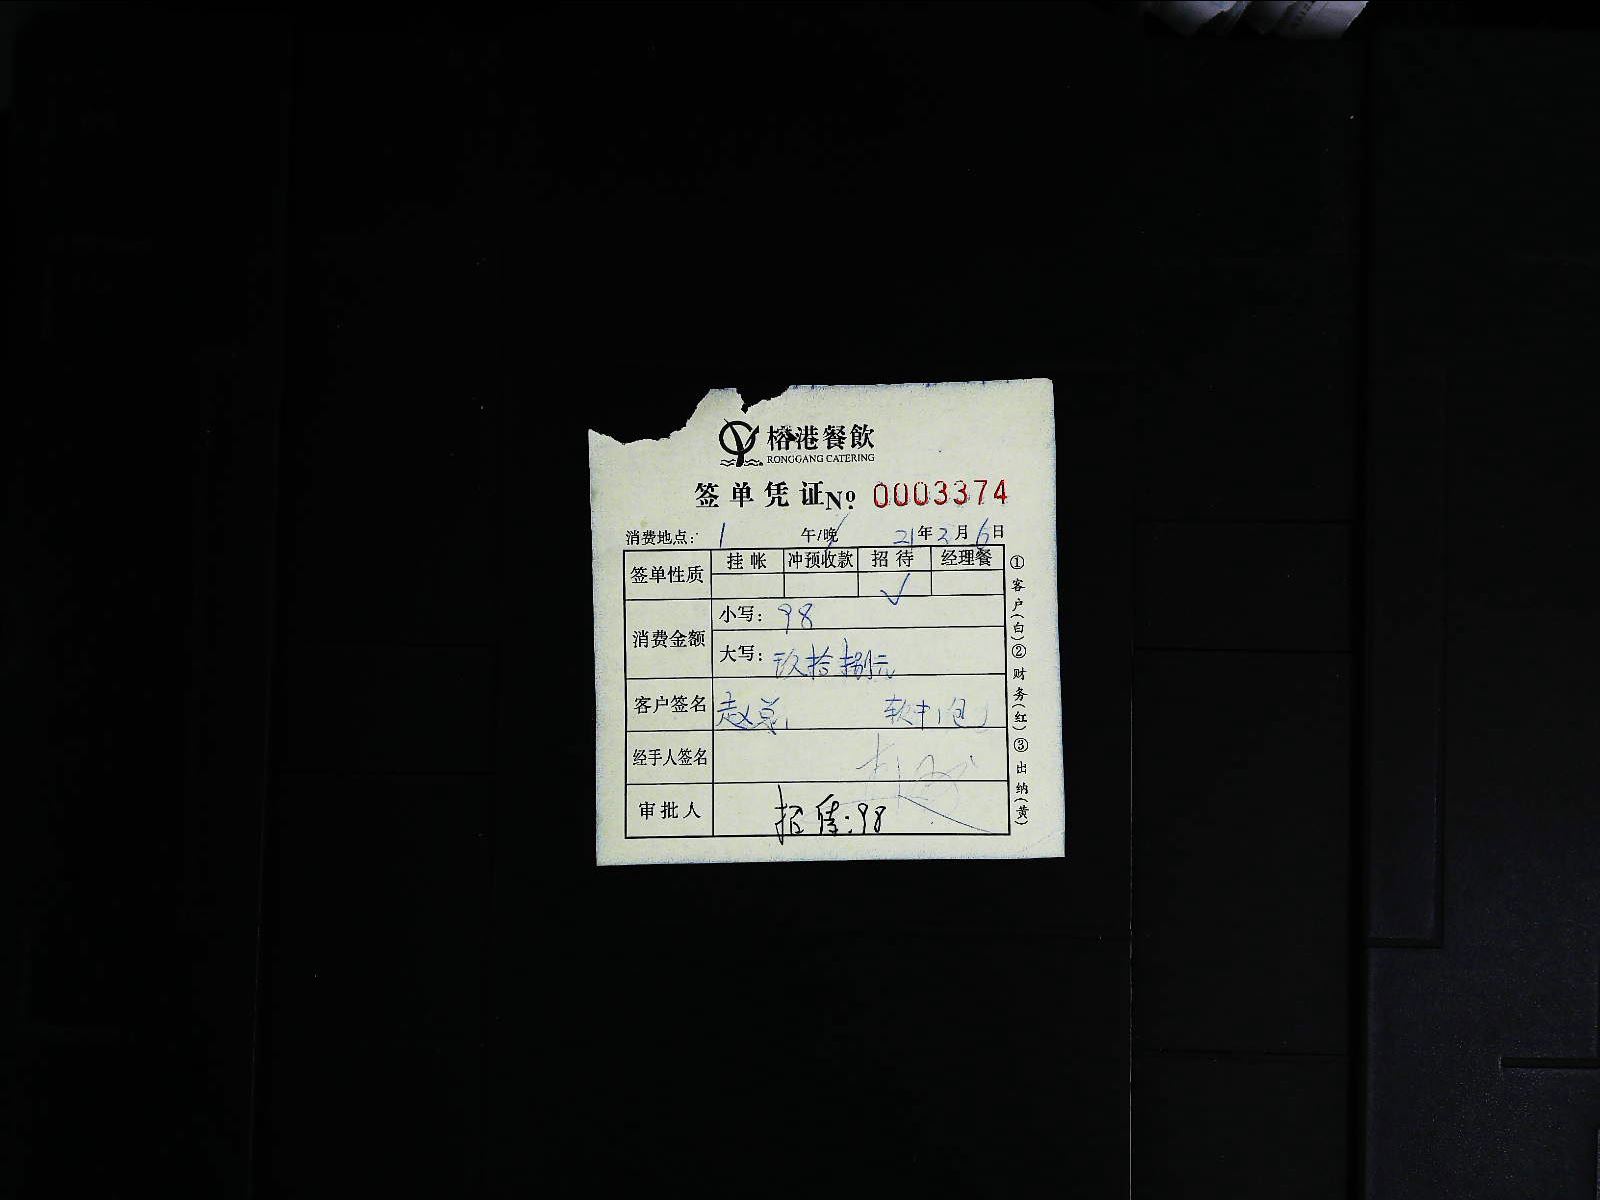 榕港餐飲
RONGGANG CATERING
签单凭证 No 0003374
消费地点: 1 午/晚 21年3月6日
签单性质 挂帐 冲预收款 招待 经理餐
√
消费金额 小写: 98
大写: 玖拾捌元
客户签名 赵总 软中1包
经手人签名
审批人 招待:98
①客户(白)②财务(红)③出纳(黄)